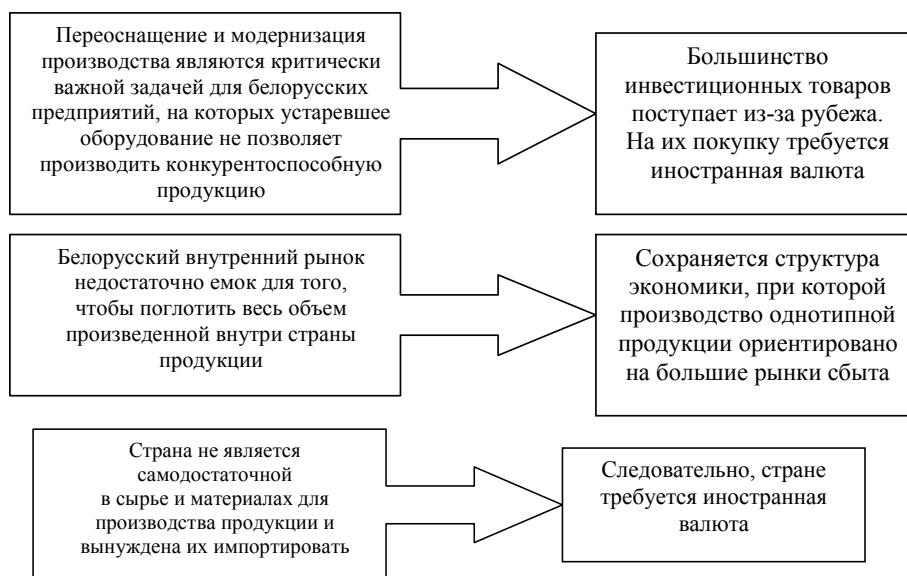 Переоснащение и модернизация
производства являются критически
важной задачей для белорусских
предприятий, на которых устаревшее
оборудование не позволяет
производить конкурентоспособную
продукцию
Большинство
инвестиционных товаров
поступает из-за рубежа.
На их покупку требуется
иностранная валюта
Белорусский внутренний рынок
недостаточно емок для того,
чтобы поглотить весь объем
произведенной внутри страны
продукции
Сохраняется структура
экономики, при которой
производство однотипной
продукции ориентировано
на большие рынки сбыта
Страна не является
самодостаточной
в сырье и материалах для
производства продукции и
вынуждена их импортировать
Следовательно, стране
требуется иностранная
валюта